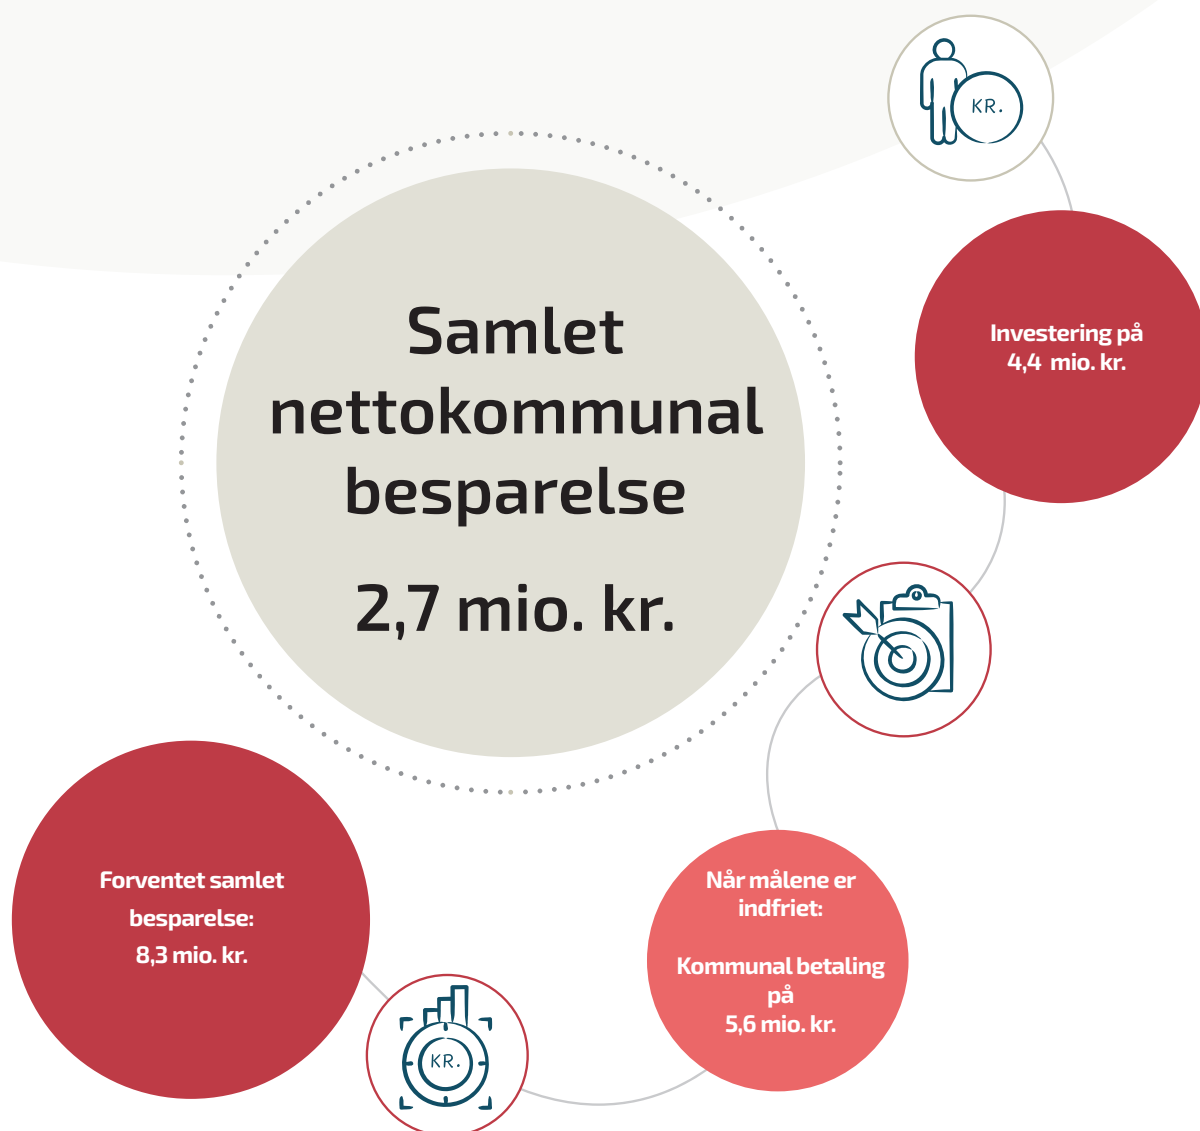 KR.
Samlet
nettokommunal
besparelse
2,7 mio. kr.
Investering på
4,4 mio. kr.
Når målene er
indfriet:
Kommunal betaling
på
5,6 mio. kr.
Forventet samlet
besparelse:
8,3 mio. kr.
KR.